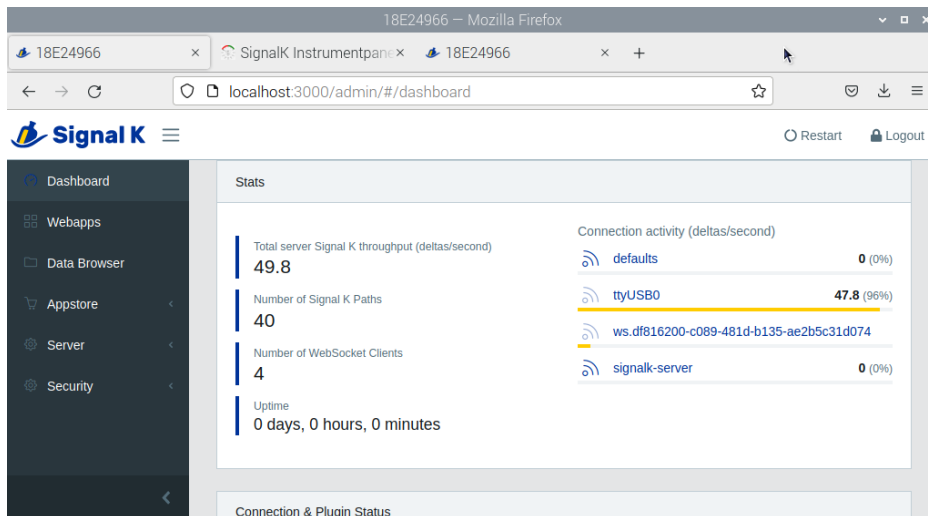 18E24966 — Mozilla Firefox
18E24966 × SignalK Instrumentpane × 18E24966 × +
localhost:3000/admin/#/dashboard
Signal K
Restart Logout
Dashboard
Webapps
Data Browser
Appstore
Server
Security
Stats
Total server Signal K throughput (deltas/second)
49.8
Number of Signal K Paths
40
Number of WebSocket Clients
4
Uptime
0 days, 0 hours, 0 minutes
Connection activity (deltas/second)
defaults 0 (0%)
ttyUSB0 47.8 (96%)
ws.df816200-c089-481d-b135-ae2b5c31d074
signalk-server 0 (0%)
Connection & Plugin Status